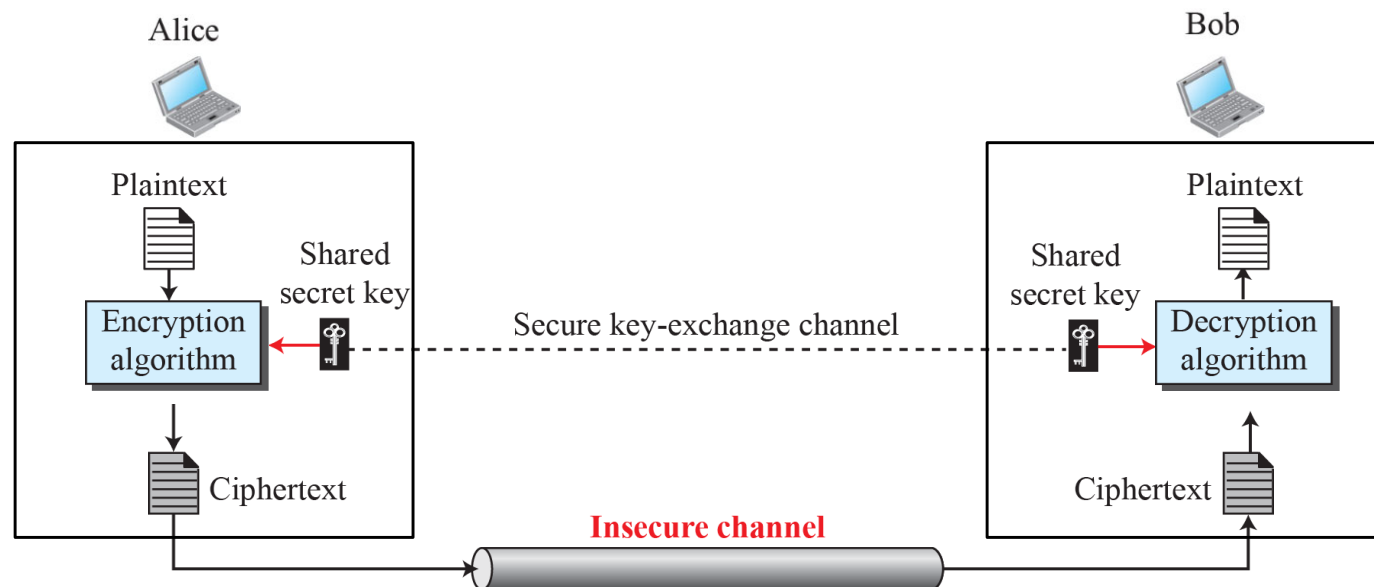 Alice
Bob
Plaintext
Plaintext
Shared
secret key
Shared
secret key
Encryption
algorithm
Secure key-exchange channel
Decryption
algorithm
Ciphertext
Ciphertext
Insecure channel